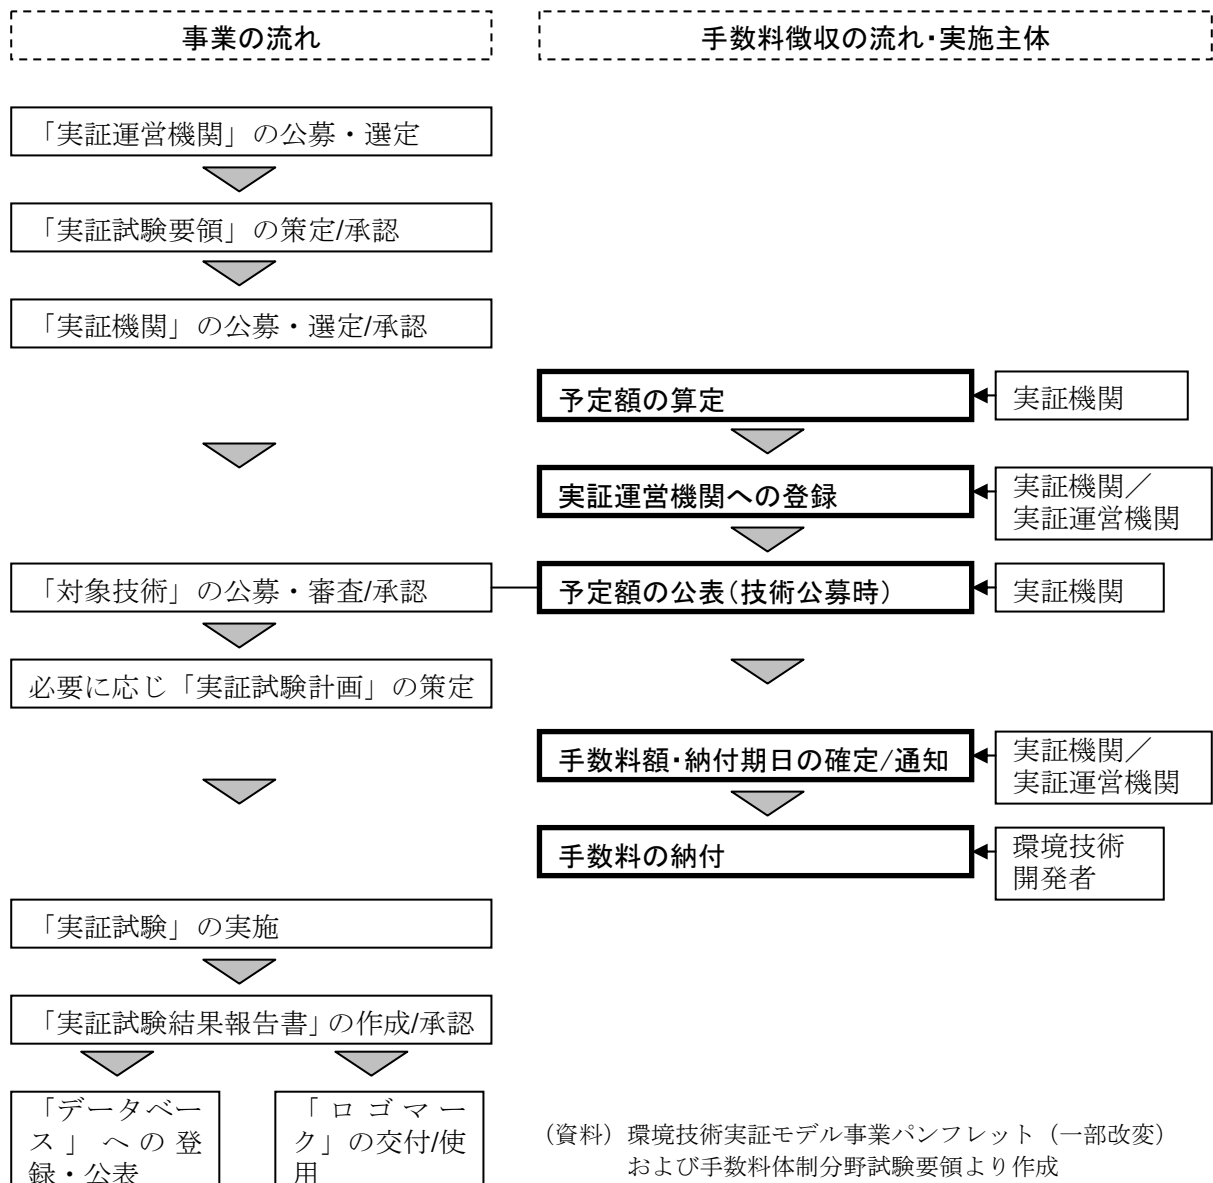 事業の流れ
手数料徴収の流れ・実施主体
「実証運営機関」の公募・選定
「実証試験要領」の策定/承認
「実証機関」の公募・選定/承認
予定額の算定
実証機関
実証運営機関への登録
実証機関／
実証運営機関
「対象技術」の公募・審査/承認
予定額の公表（技術公募時）
実証機関
必要に応じ「実証試験計画」の策定
手数料額・納付期日の確定/通知
実証機関／
実証運営機関
手数料の納付
環境技術
開発者
「実証試験」の実施
「実証試験結果報告書」の作成/承認
「データベー
ス」への登
録・公表
「ロゴマー
ク」の交付/使
用
（資料）環境技術実証モデル事業パンフレット（一部改変）
および手数料体制分野試験要領より作成